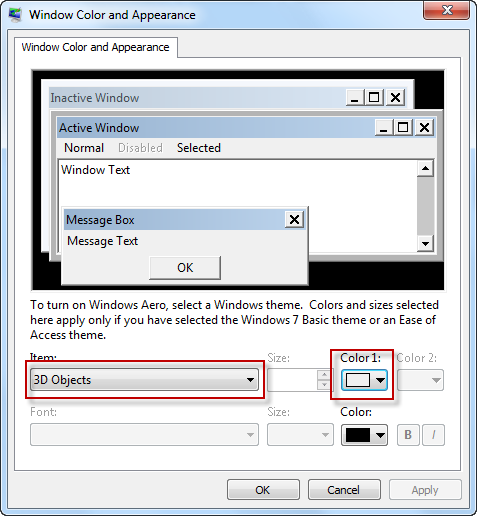 Window Color and Appearance
Window Color and Appearance
Inactive Window
Active Window
Normal Disabled Selected
Window Text
Message Box
Message Text
OK
To turn on Windows Aero, select a Windows theme. Colors and sizes selected
here apply only if you have selected the Windows 7 Basic theme or an Ease of
Access theme.
Item: Size: Color 1: Color 2:
3D Objects
Font: Size: Color:
B I
OK Cancel Apply